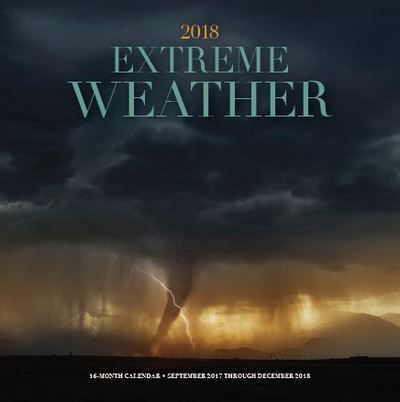 2018
EXTREME
WEATHER
16-MONTH CALENDAR • SEPTEMBER 2017 THROUGH DECEMBER 2018